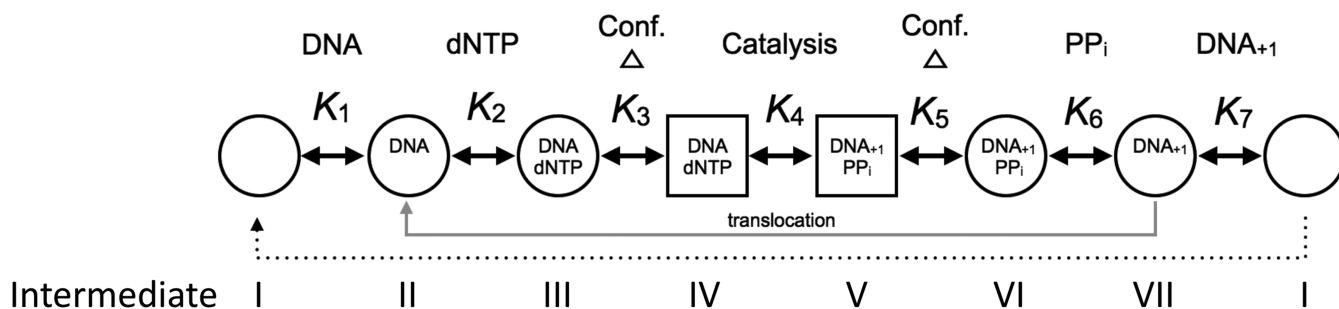 DNA dNTP Conf. Catalysis Conf. PPi DNA+1
△ △
K1 K2 K3 K4 K5 K6 K7
DNA DNA dNTP DNA dNTP DNA+1 PPi DNA+1 PPi DNA+1
translocation
Intermediate I II III IV V VI VII I